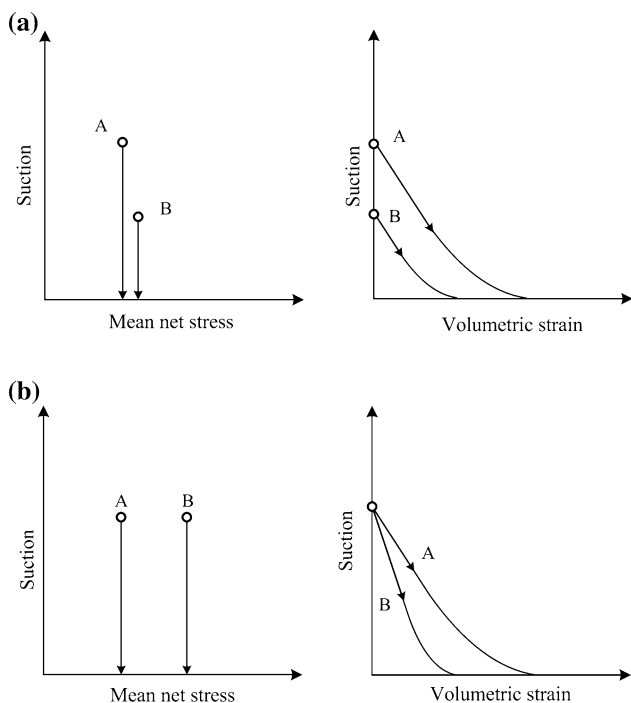 (a)
A
B
Suction
Mean net stress
A
B
Suction
Volumetric strain
(b)
A
B
Suction
Mean net stress
A
B
Suction
Volumetric strain